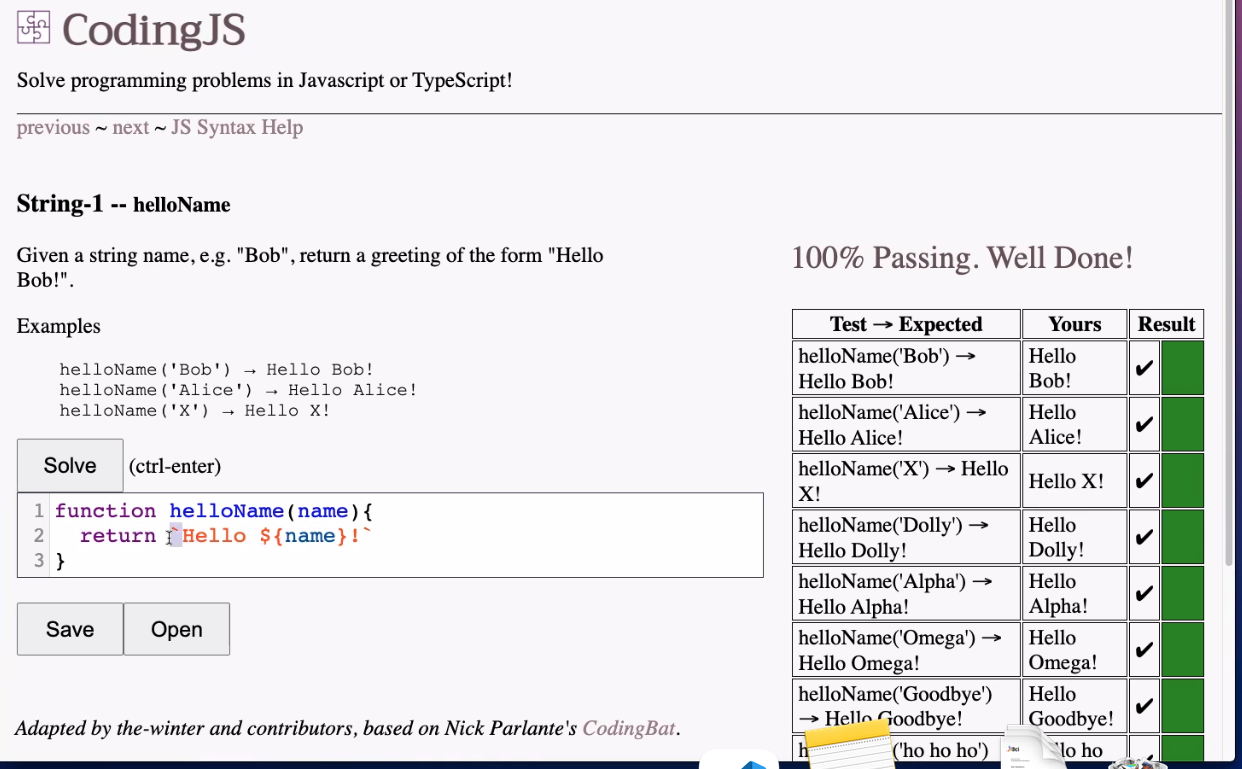 CodingJS
Solve programming problems in Javascript or TypeScript!
previous ~ next ~ JS Syntax Help
String-1 -- helloName
Given a string name, e.g. "Bob", return a greeting of the form "Hello
Bob!".
Examples
helloName('Bob') → Hello Bob!
helloName('Alice') → Hello Alice!
helloName('X') → Hello X!
Solve (ctrl-enter)
1 function helloName(name){
2 return `Hello ${name}!`
3 }
Save Open
Adapted by the-winter and contributors, based on Nick Parlante's CodingBat.
100% Passing. Well Done!
Test → Expected Yours Result
helloName('Bob') → Hello
Hello Bob! Bob! ✔
helloName('Alice') → Hello
Hello Alice! Alice! ✔
helloName('X') → Hello
X! Hello X! ✔
helloName('Dolly') → Hello
Hello Dolly! Dolly! ✔
helloName('Alpha') → Hello
Hello Alpha! Alpha! ✔
helloName('Omega') → Hello
Hello Omega! Omega! ✔
helloName('Goodbye') Hello
→ Hello Goodbye! Goodbye! ✔
('ho ho ho') ho